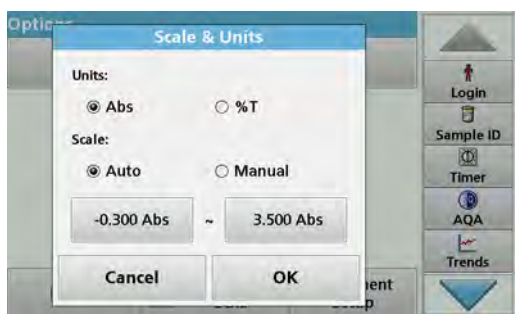 Scale & Units
Units:
Abs %T
Scale:
Auto Manual
-0.300 Abs ~ 3.500 Abs
Cancel OK
Login
Sample ID
Timer
AQA
Trends